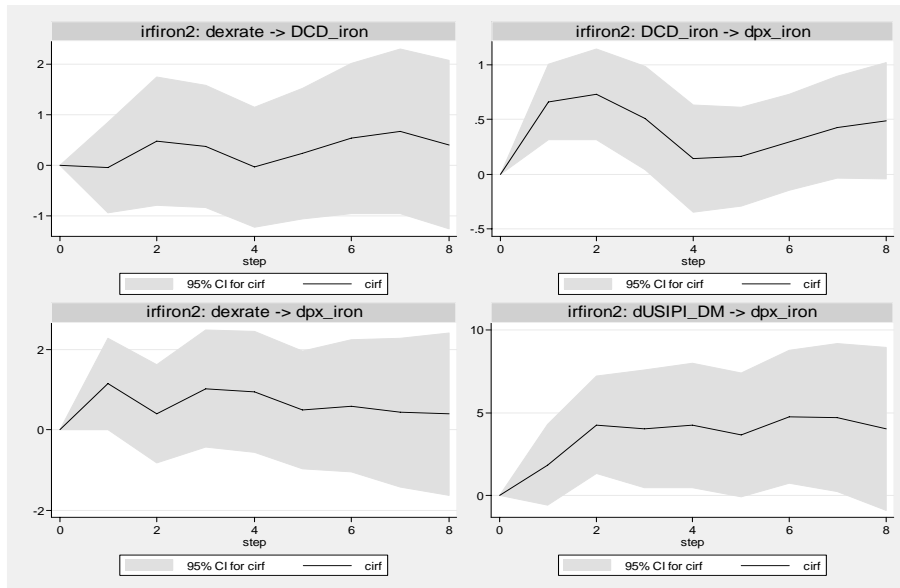 irfiron2: dexrate -> DCD_iron
2
1
0
-1
0 2 4 6 8
step
95% CI for cirf cirf
irfiron2: DCD_iron -> dpx_iron
1
.5
0
-.5
0 2 4 6 8
step
95% CI for cirf cirf
irfiron2: dexrate -> dpx_iron
2
0
-2
0 2 4 6 8
step
95% CI for cirf cirf
irfiron2: dUSIPI_DM -> dpx_iron
10
5
0
0 2 4 6 8
step
95% CI for cirf cirf